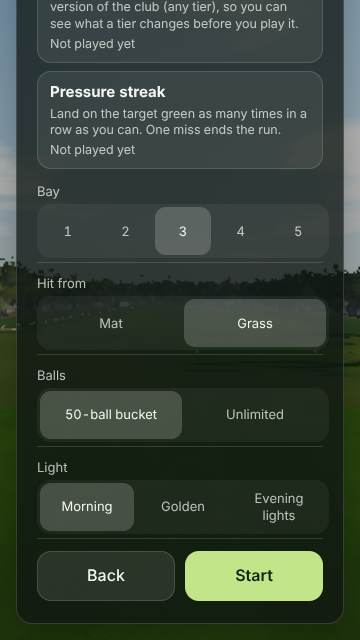 version of the club (any tier), so you can
see what a tier changes before you play it.
Not played yet
Pressure streak
Land on the target green as many times in a
row as you can. One miss ends the run.
Not played yet
Bay
1 2 3 4 5
Hit from
Mat Grass
Balls
50-ball bucket Unlimited
Light
Morning Golden Evening
lights
Back Start